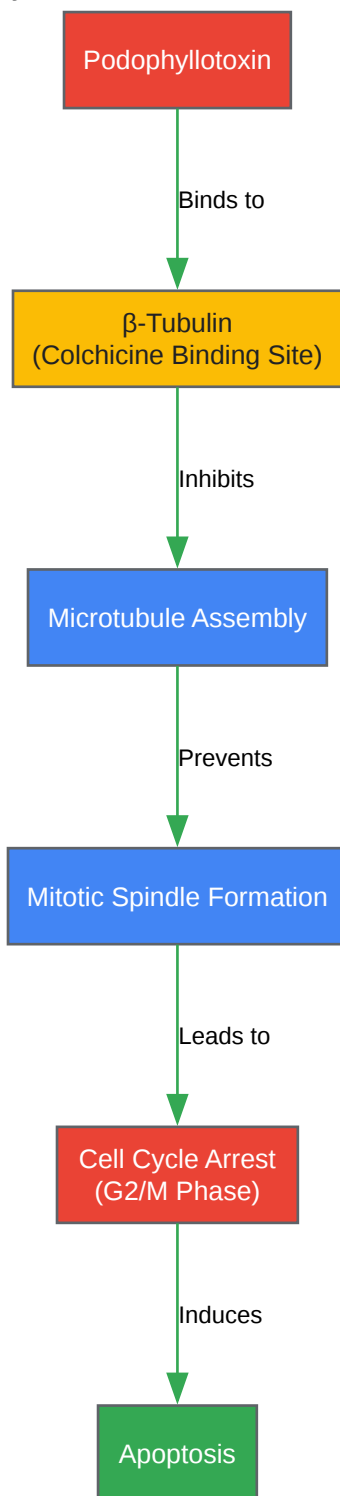 Podophyllotoxin
Binds to
β-Tubulin
(Colchicine Binding Site)
Inhibits
Microtubule Assembly
Prevents
Mitotic Spindle Formation
Leads to
Cell Cycle Arrest
(G2/M Phase)
Induces
Apoptosis